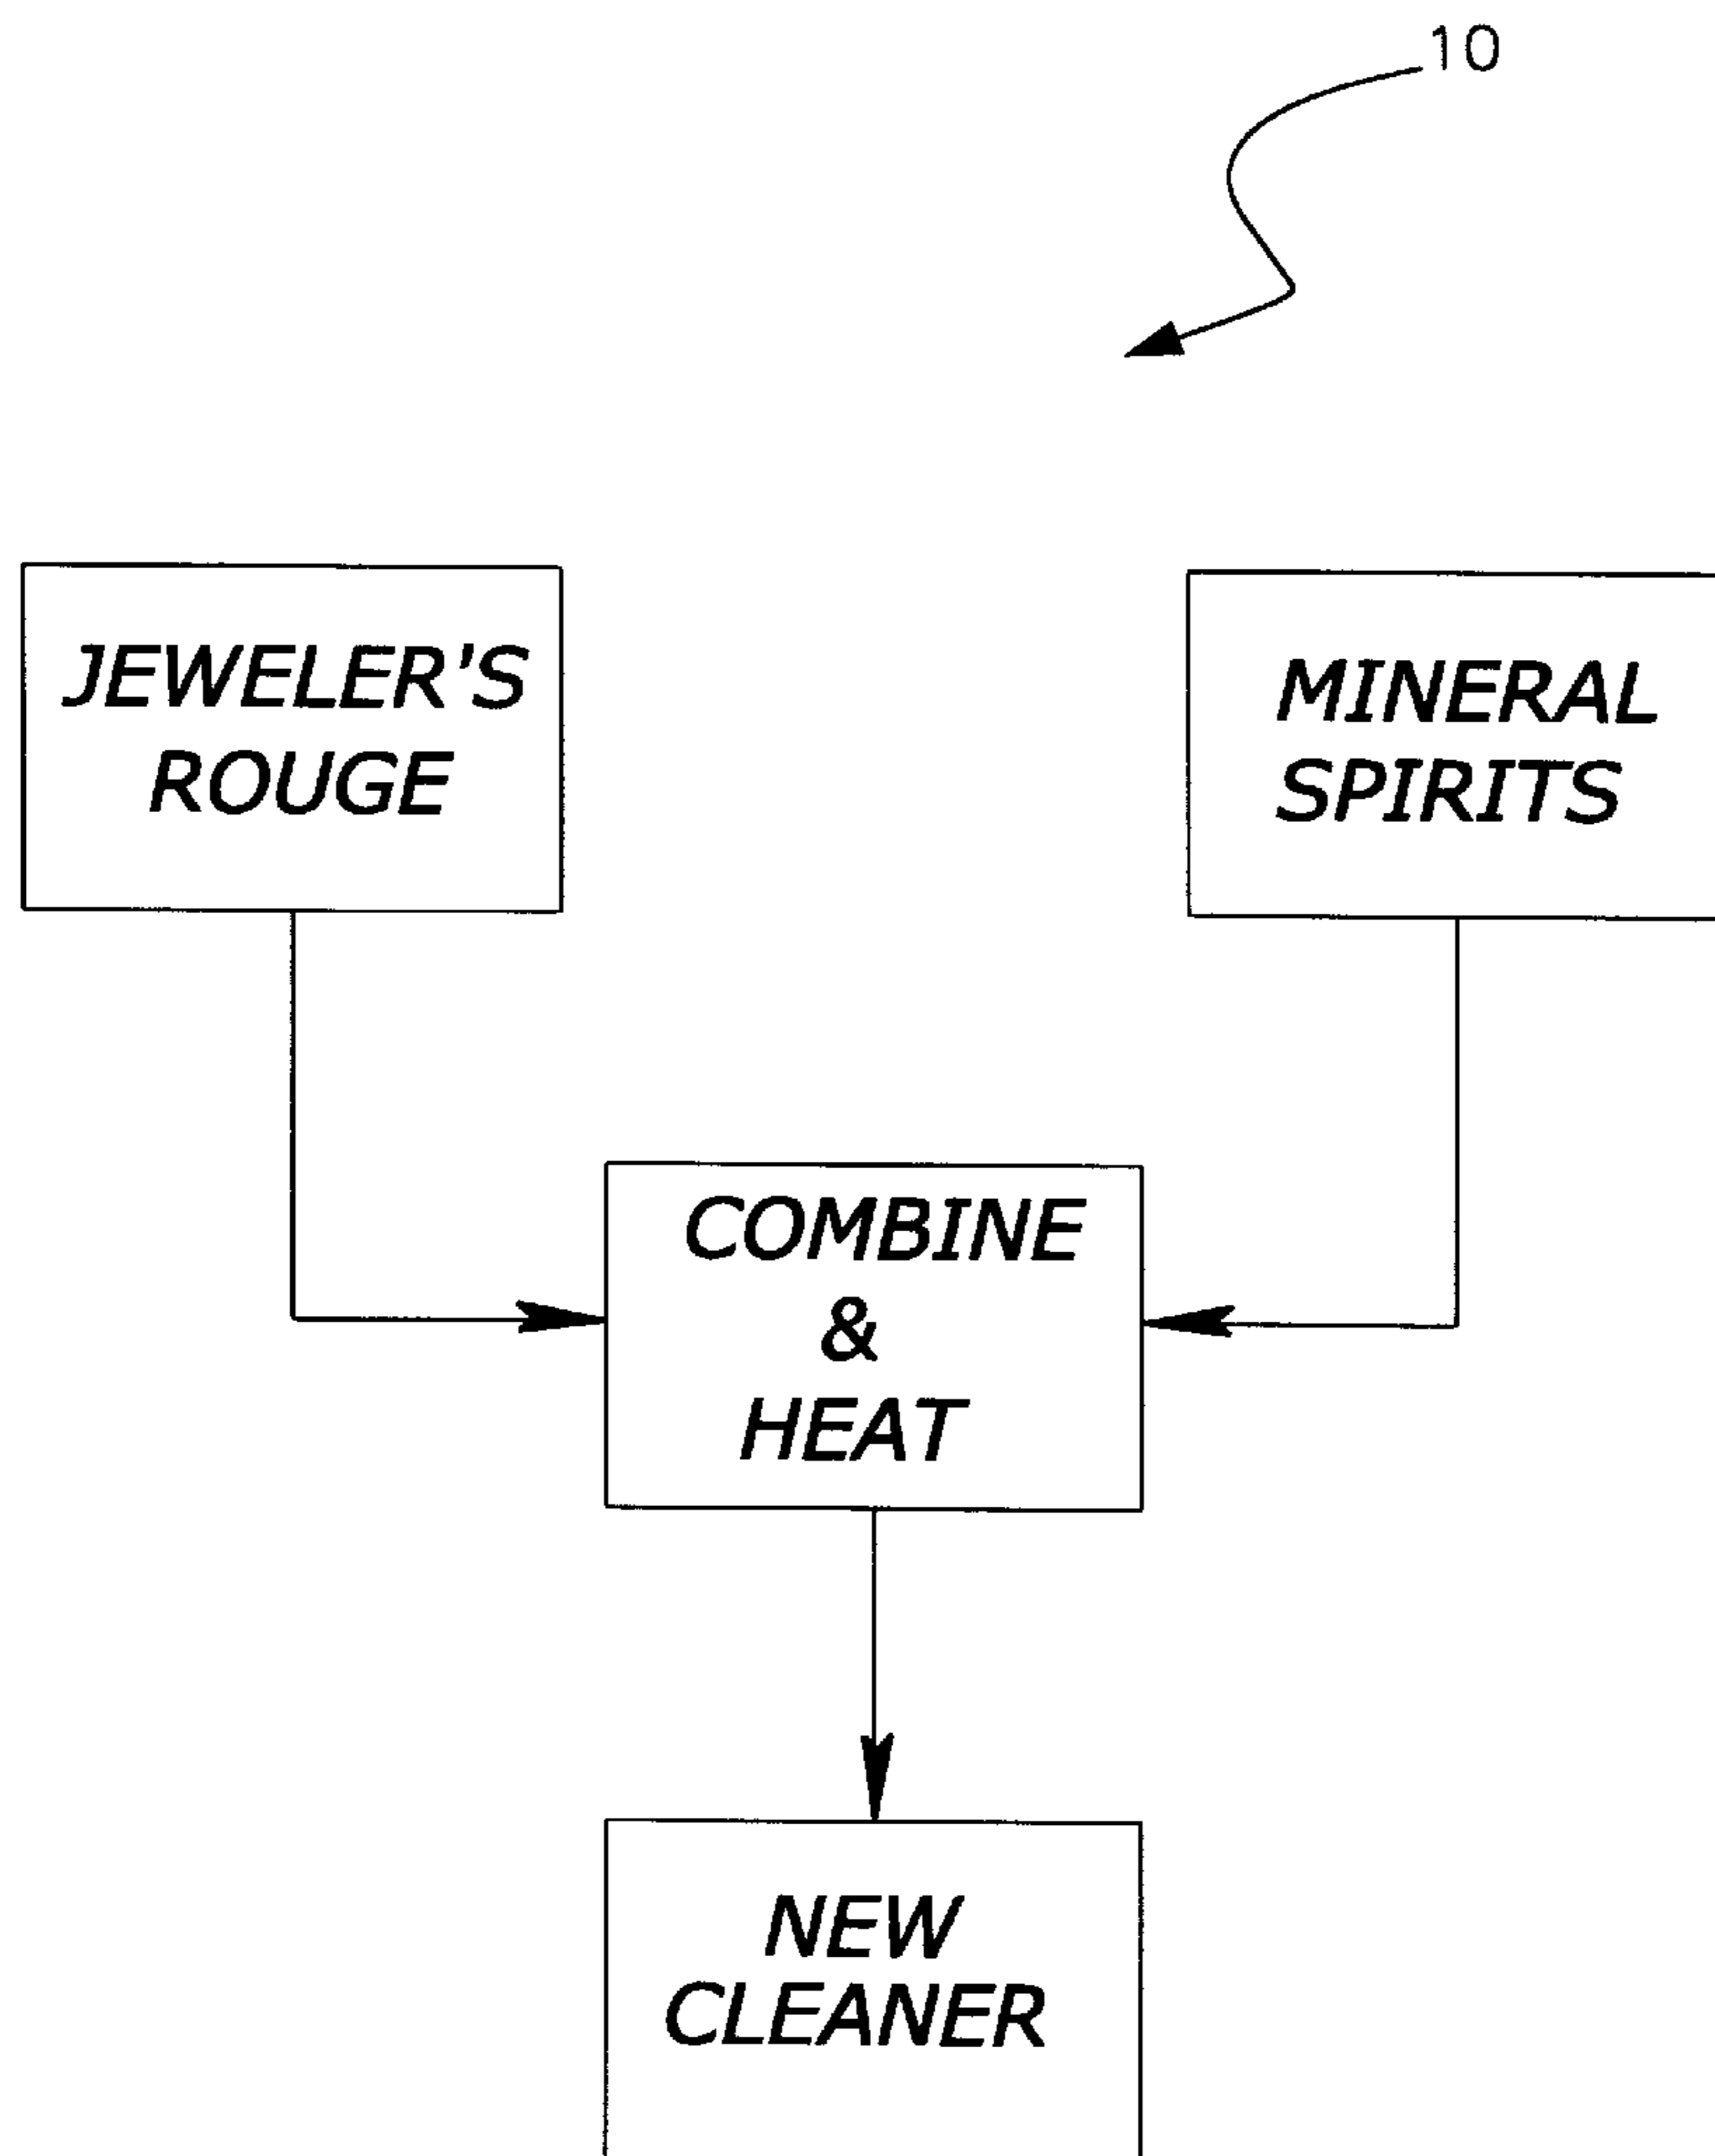 10
JEWELER'S
ROUGE
MINERAL
SPIRITS
COMBINE
&
HEAT
NEW
CLEANER